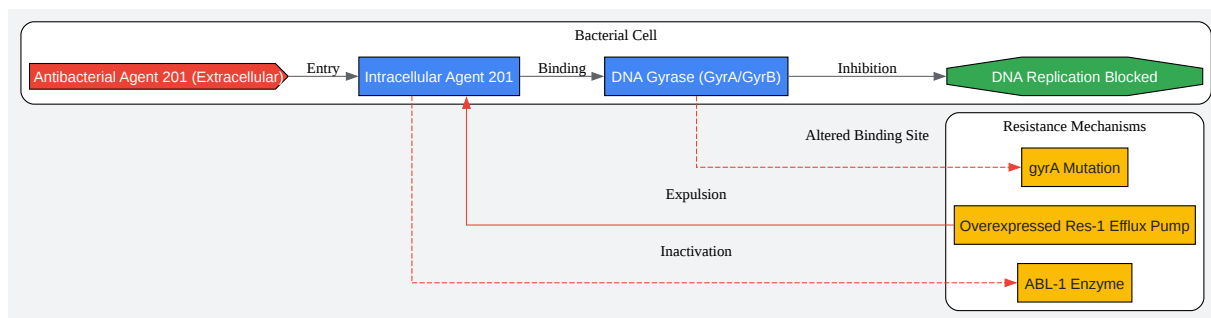 Bacterial Cell
Antibacterial Agent 201 (Extracellular)
Entry
Intracellular Agent 201
Binding
DNA Gyrase (GyrA/GyrB)
Inhibition
DNA Replication Blocked
Resistance Mechanisms
Altered Binding Site
gyrA Mutation
Expulsion
Overexpressed Res-1 Efflux Pump
Inactivation
ABL-1 Enzyme